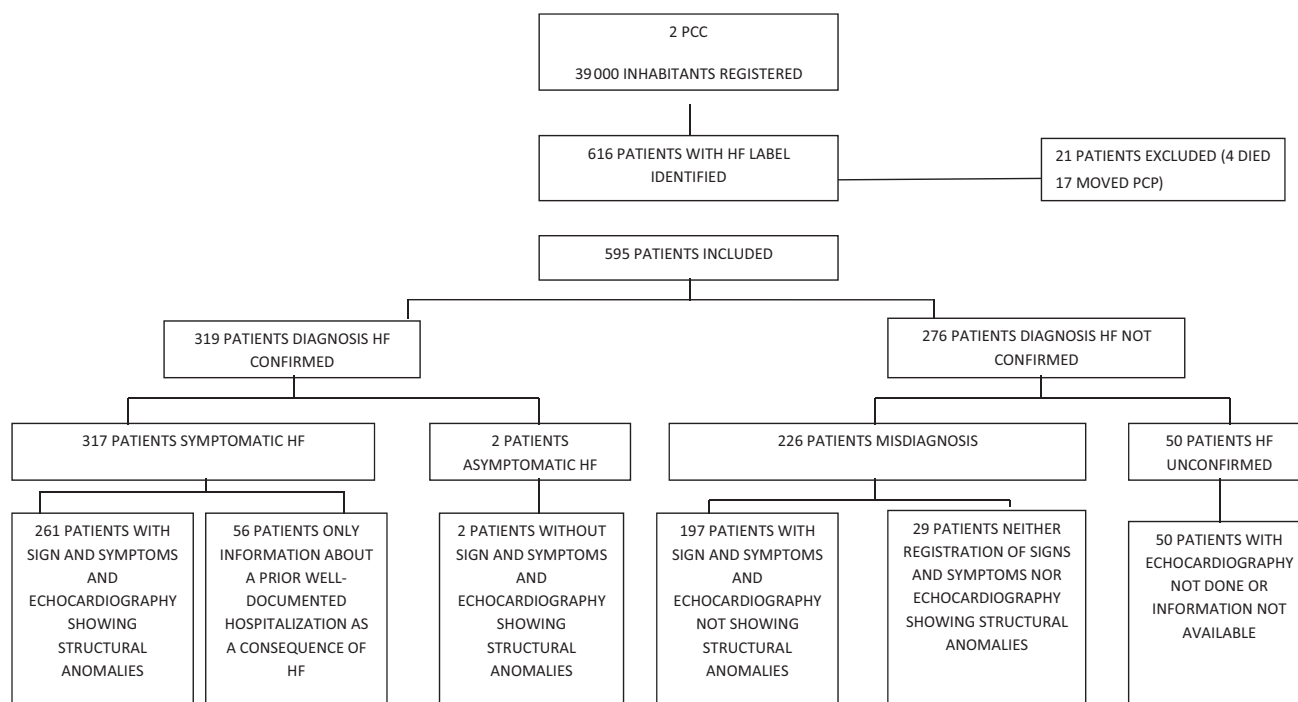 2 PCC
39 000 INHABITANTS REGISTERED
616 PATIENTS WITH HF LABEL
IDENTIFIED
21 PATIENTS EXCLUDED (4 DIED
17 MOVED PCP)
595 PATIENTS INCLUDED
319 PATIENTS DIAGNOSIS HF
CONFIRMED
276 PATIENTS DIAGNOSIS HF NOT
CONFIRMED
317 PATIENTS SYMPTOMATIC HF
2 PATIENTS
ASYMPTOMATIC HF
226 PATIENTS MISDIAGNOSIS
50 PATIENTS HF
UNCONFIRMED
261 PATIENTS WITH
SIGN AND SYMPTOMS
AND
ECHOCARDIOGRAPHY
SHOWING
STRUCTURAL
ANOMALIES
56 PATIENTS ONLY
INFORMATION ABOUT
A PRIOR WELL-
DOCUMENTED
HOSPITALIZATION AS
A CONSEQUENCE OF
HF
2 PATIENTS WITHOUT
SIGN AND SYMPTOMS
AND
ECHOCARDIOGRAPHY
SHOWING
STRUCTURAL
ANOMALIES
197 PATIENTS WITH
SIGN AND SYMPTOMS
AND
ECHOCARDIOGRAPHY
NOT SHOWING
STRUCTURAL
ANOMALIES
29 PATIENTS NEITHER
REGISTRATION OF SIGNS
AND SYMPTOMS NOR
ECHOCARDIOGRAPHY
SHOWING STRUCTURAL
ANOMALIES
50 PATIENTS WITH
ECHOCARDIOGRAPHY
NOT DONE OR
INFORMATION NOT
AVAILABLE